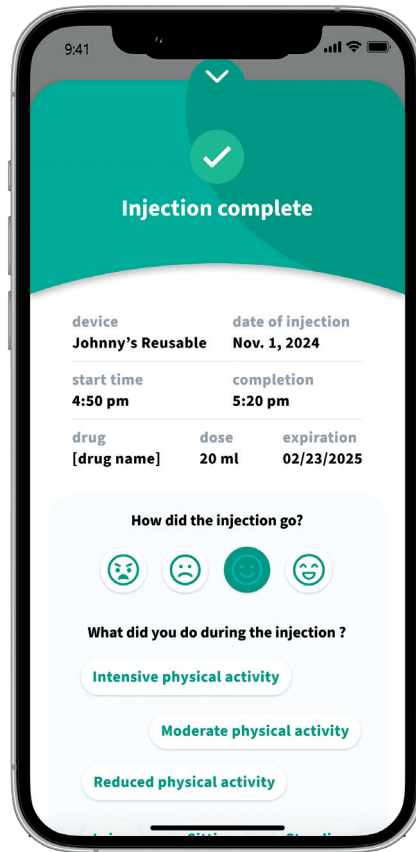 9:41
Injection complete
device date of injection
Johnny’s Reusable Nov. 1, 2024
start time completion
4:50 pm 5:20 pm
drug dose expiration
[drug name] 20 ml 02/23/2025
How did the injection go?
What did you do during the injection ?
Intensive physical activity
Moderate physical activity
Reduced physical activity